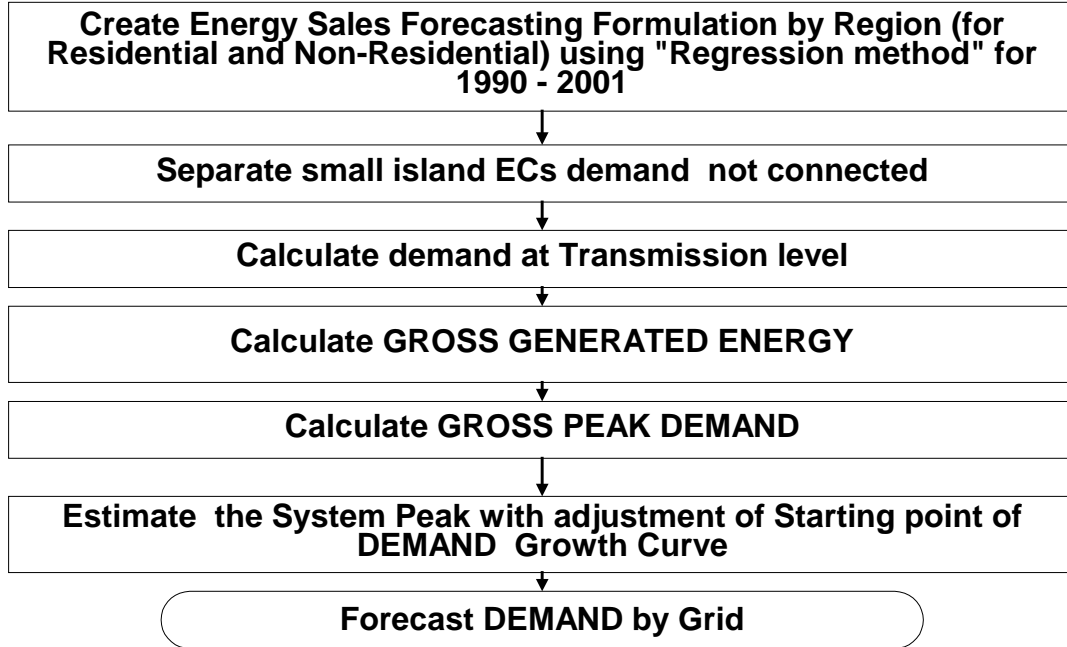 Create Energy Sales Forecasting Formulation by Region (for
Residential and Non-Residential) using "Regression method" for
1990 - 2001
Separate small island ECs demand  not connected
Calculate demand at Transmission level
Calculate GROSS GENERATED ENERGY
Calculate GROSS PEAK DEMAND
Estimate  the System Peak with adjustment of Starting point of
DEMAND  Growth Curve
Forecast DEMAND by Grid